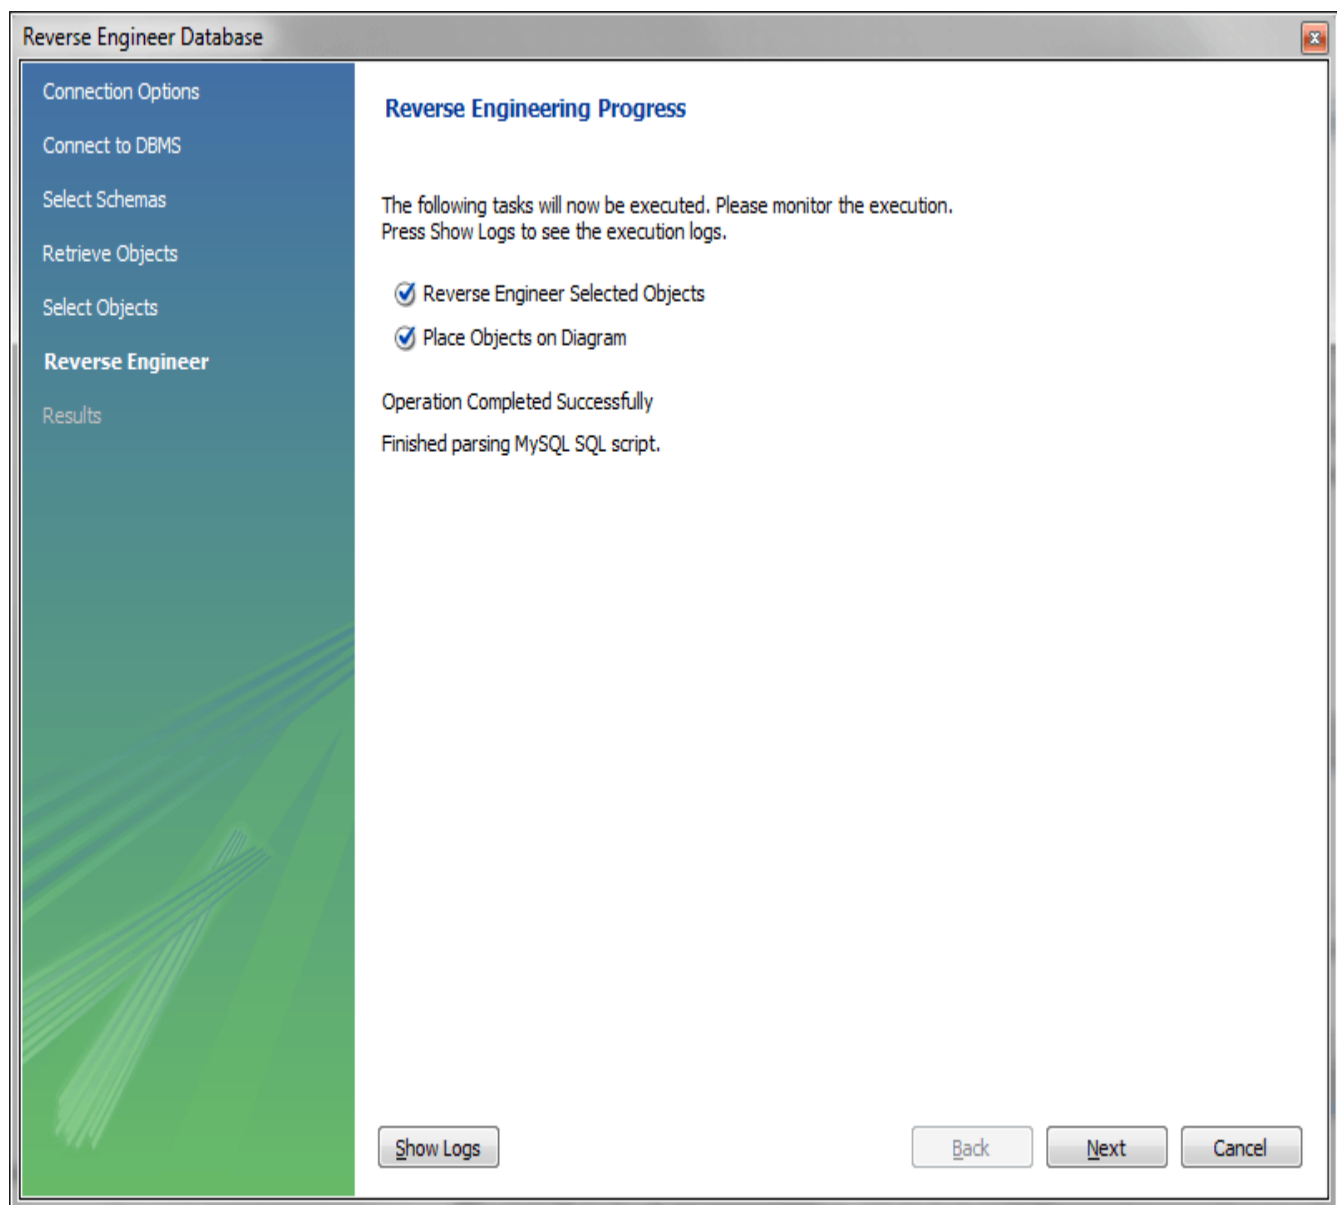 Reverse Engineer Database
Connection Options
Connect to DBMS
Select Schemas
Retrieve Objects
Select Objects
Reverse Engineer
Results
Reverse Engineering Progress
The following tasks will now be executed. Please monitor the execution.
Press Show Logs to see the execution logs.
Reverse Engineer Selected Objects
Place Objects on Diagram
Operation Completed Successfully
Finished parsing MySQL SQL script.
Show Logs
Back
Next
Cancel